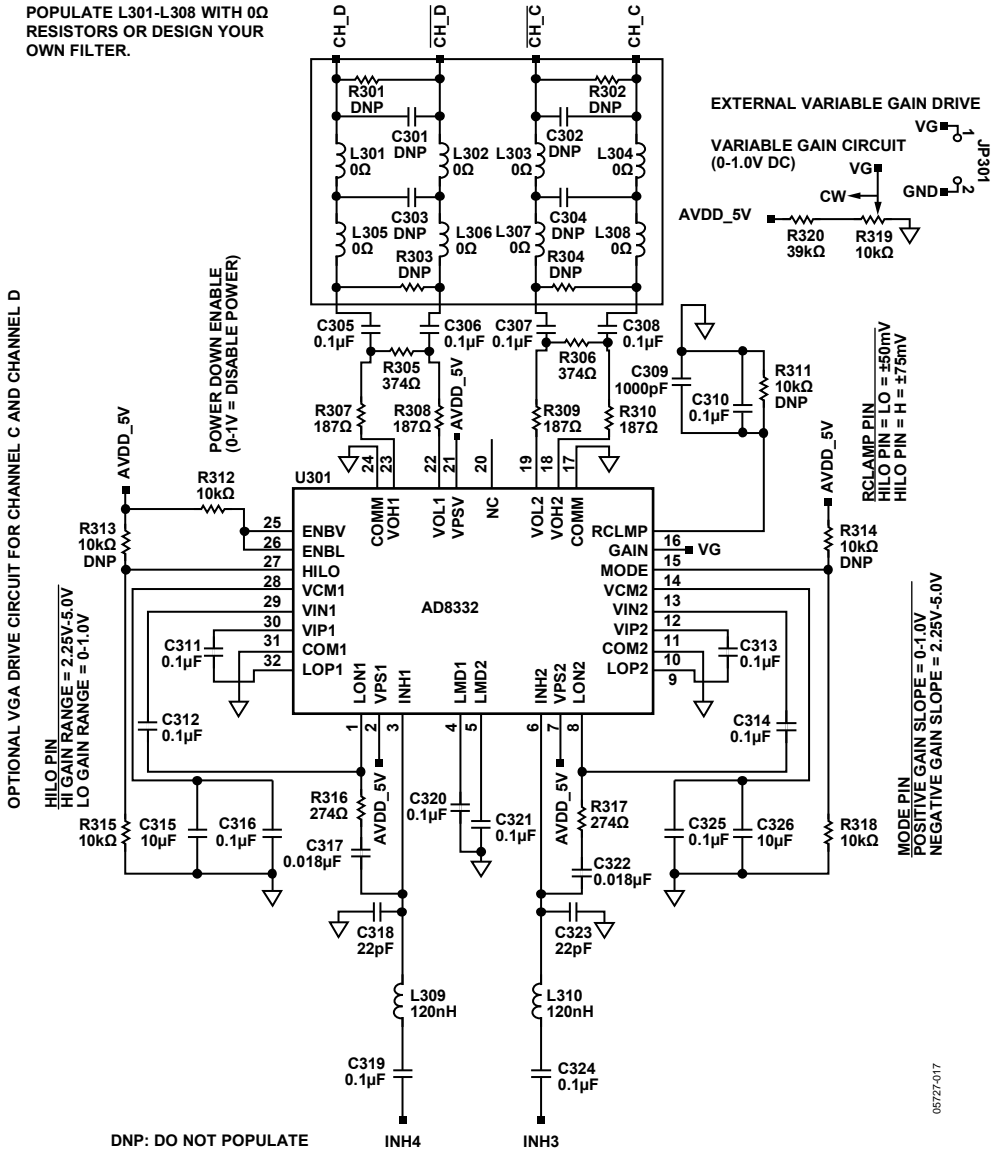 POPULATE L301-L308 WITH 0Ω
RESISTORS OR DESIGN YOUR
OWN FILTER.
CH_D
CH_D
CH_C
CH_C
R301
DNP
R302
DNP
C301
DNP
C302
DNP
L301
0Ω
L302
0Ω
L303
0Ω
L304
0Ω
C303
DNP
C304
DNP
L305
0Ω
L306
0Ω
L307
0Ω
L308
0Ω
R303
DNP
R304
DNP
EXTERNAL VARIABLE GAIN DRIVE
VG
1
JP301
2
GND
VARIABLE GAIN CIRCUIT
(0-1.0V DC)
VG
CW
AVDD_5V
R320
39kΩ
R319
10kΩ
OPTIONAL VGA DRIVE CIRCUIT FOR CHANNEL C AND CHANNEL D
POWER DOWN ENABLE
(0-1V = DISABLE POWER)
C305
0.1µF
C306
0.1µF
C307
0.1µF
C308
0.1µF
R305
374Ω
R306
374Ω
R307
187Ω
R308
187Ω
AVDD_5V
R309
187Ω
R310
187Ω
C309
1000pF
C310
0.1µF
R311
10kΩ
DNP
RCLAMP PIN
HILO PIN = LO = ±50mV
HILO PIN = H = ±75mV
AVDD_5V
R312
10kΩ
R313
10kΩ
DNP
AVDD_5V
R314
10kΩ
DNP
U301
24
23
22
21
20
19
18
17
COMM
VOH1
VOL1
VPSV
NC
VOL2
VOH2
COMM
25
ENBV
26
ENBL
27
HILO
28
VCM1
29
VIN1
30
VIP1
31
COM1
32
LOP1
RCLMP
16
GAIN
VG
15
MODE
14
VCM2
13
VIN2
12
VIP2
11
COM2
10
LOP2
9
AD8332
LON1
VPS1
INH1
LMD1
LMD2
INH2
VPS2
LON2
1
2
3
4
5
6
7
8
HILO PIN
HI GAIN RANGE = 2.25V-5.0V
LO GAIN RANGE = 0-1.0V
C311
0.1µF
C312
0.1µF
C313
0.1µF
C314
0.1µF
AVDD_5V
AVDD_5V
R315
10kΩ
C315
10µF
C316
0.1µF
R316
274Ω
C317
0.018µF
C320
0.1µF
C321
0.1µF
R317
274Ω
C322
0.018µF
C325
0.1µF
C326
10µF
R318
10kΩ
MODE PIN
POSITIVE GAIN SLOPE = 0-1.0V
NEGATIVE GAIN SLOPE = 2.25V-5.0V
C318
22pF
C323
22pF
L309
120nH
L310
120nH
C319
0.1µF
C324
0.1µF
INH4
INH3
DNP: DO NOT POPULATE
05727-017